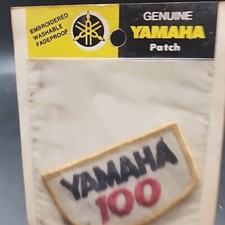 EMBROIDERED
WASHABLE
FADEPROOF
GENUINE
YAMAHA
Patch
YAMAHA
100